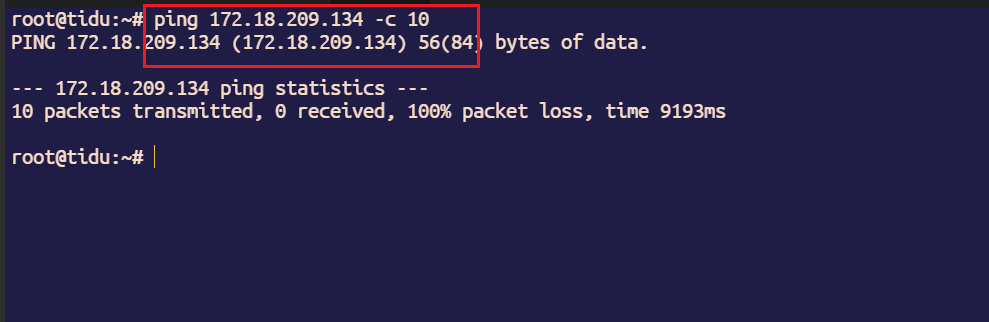 root@tidu:~# ping 172.18.209.134 -c 10
PING 172.18.209.134 (172.18.209.134) 56(84) bytes of data.
--- 172.18.209.134 ping statistics ---
10 packets transmitted, 0 received, 100% packet loss, time 9193ms
root@tidu:~#